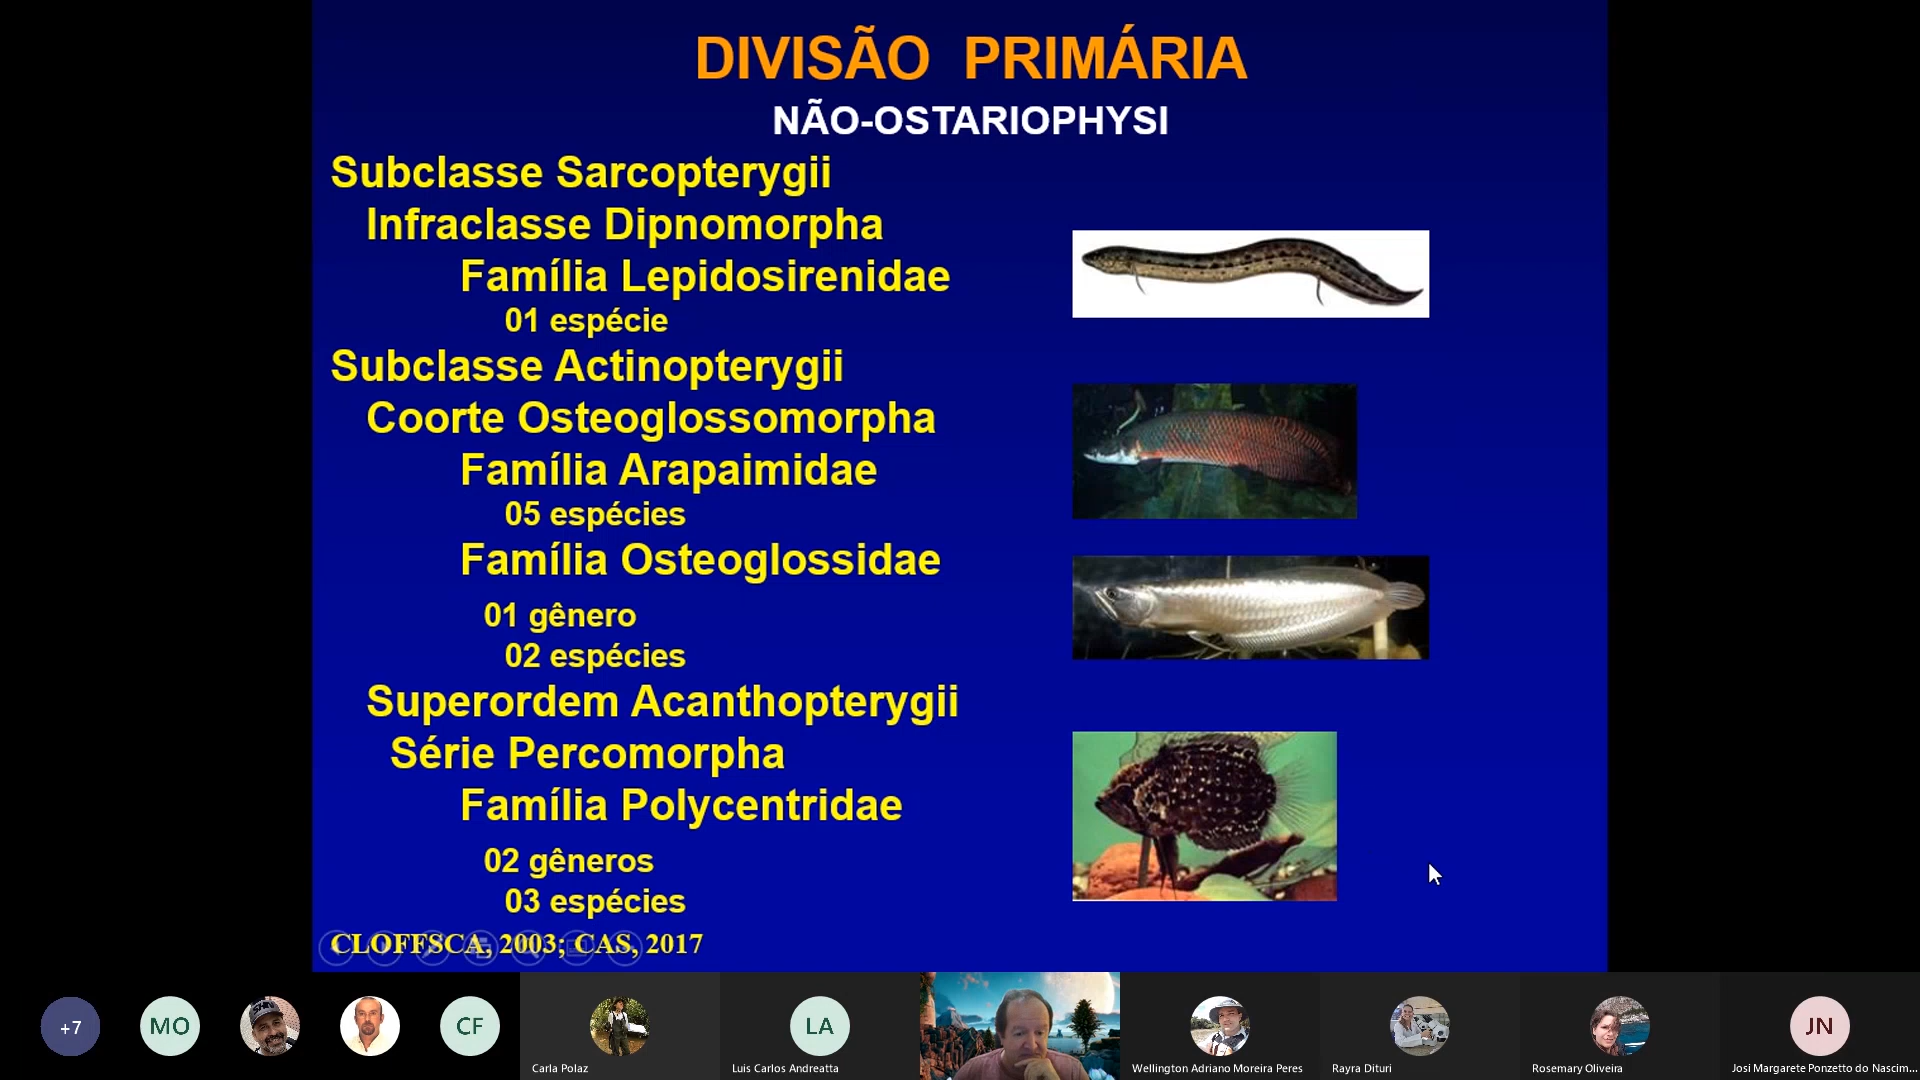 DIVISÃO PRIMÁRIA
NÃO-OSTARIOPHYSI
Subclasse Sarcopterygii
Infraclasse Dipnomorpha
Família Lepidosirenidae
01 espécie
Subclasse Actinopterygii
Coorte Osteoglossomorpha
Família Arapaimidae
05 espécies
Família Osteoglossidae
01 gênero
02 espécies
Superordem Acanthopterygii
Série Percomorpha
Família Polycentridae
02 gêneros
03 espécies
CLOFFSCA, 2003; CAS, 2017
+7
MO
CF
LA
JN
Carla Polaz
Luis Carlos Andreatta
Wellington Adriano Moreira Peres
Rayra Dituri
Rosemary Oliveira
Josi Margarete Ponzetto do Nascim...